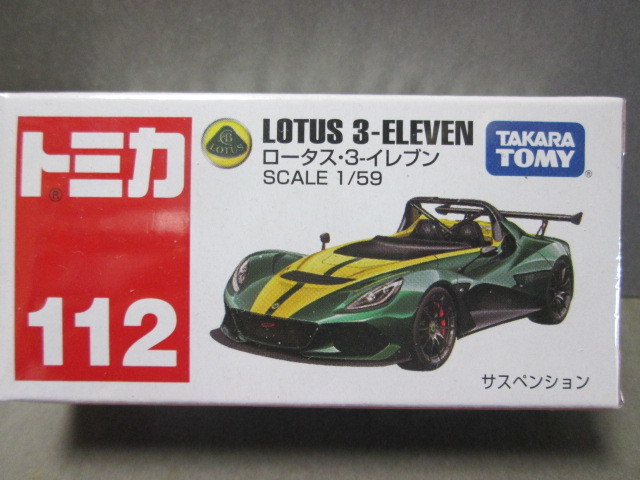 トミカ
®
112
LOTUS
LOTUS 3-ELEVEN
ロータス・3-イレブン
SCALE 1/59
TAKARA
TOMY
®
サスペンション